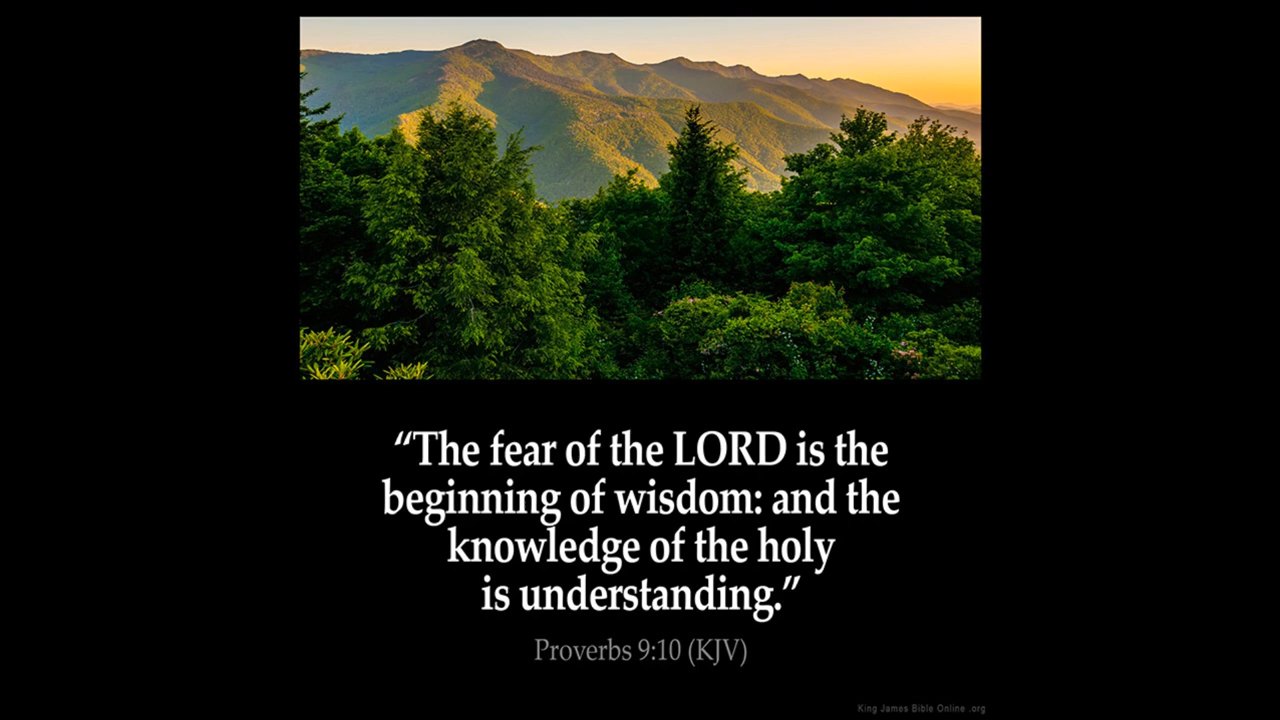 “The fear of the LORD is the
beginning of wisdom: and the
knowledge of the holy
is understanding.”
Proverbs 9:10 (KJV)
King James Bible Online .org